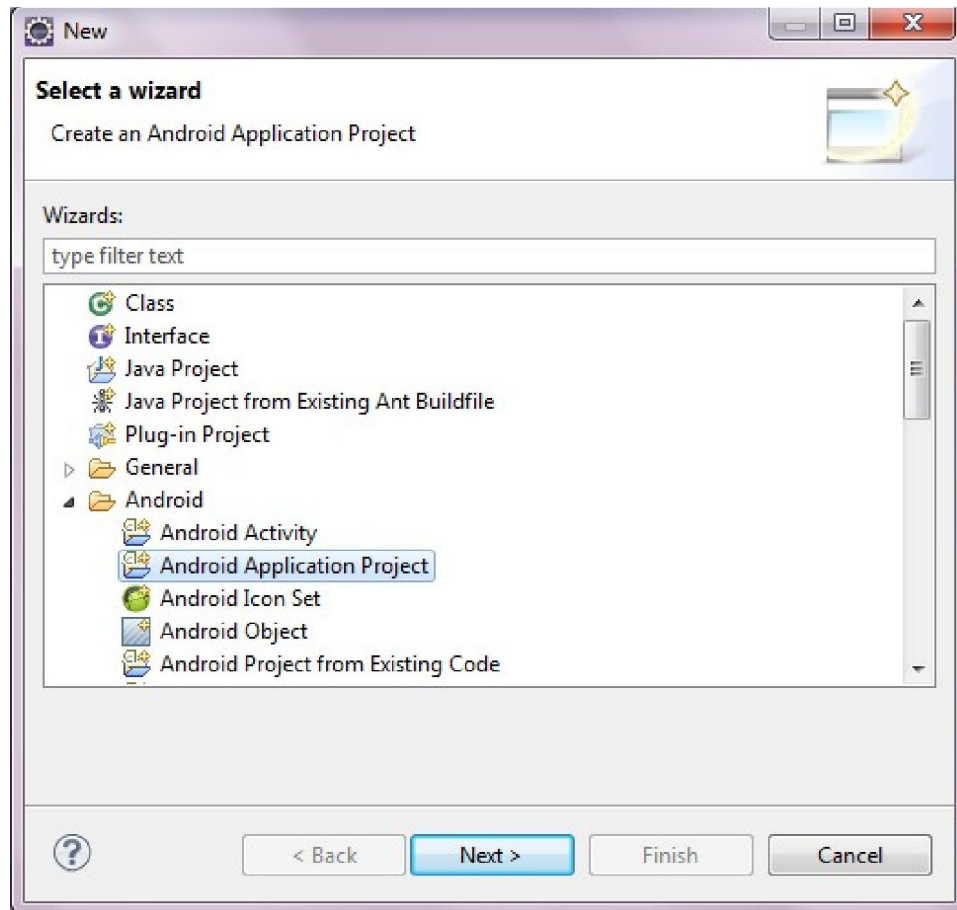 New
Select a wizard
Create an Android Application Project
Wizards:
type filter text
Class
Interface
Java Project
Java Project from Existing Ant Buildfile
Plug-in Project
General
Android
Android Activity
Android Application Project
Android Icon Set
Android Object
Android Project from Existing Code
< Back
Next >
Finish
Cancel